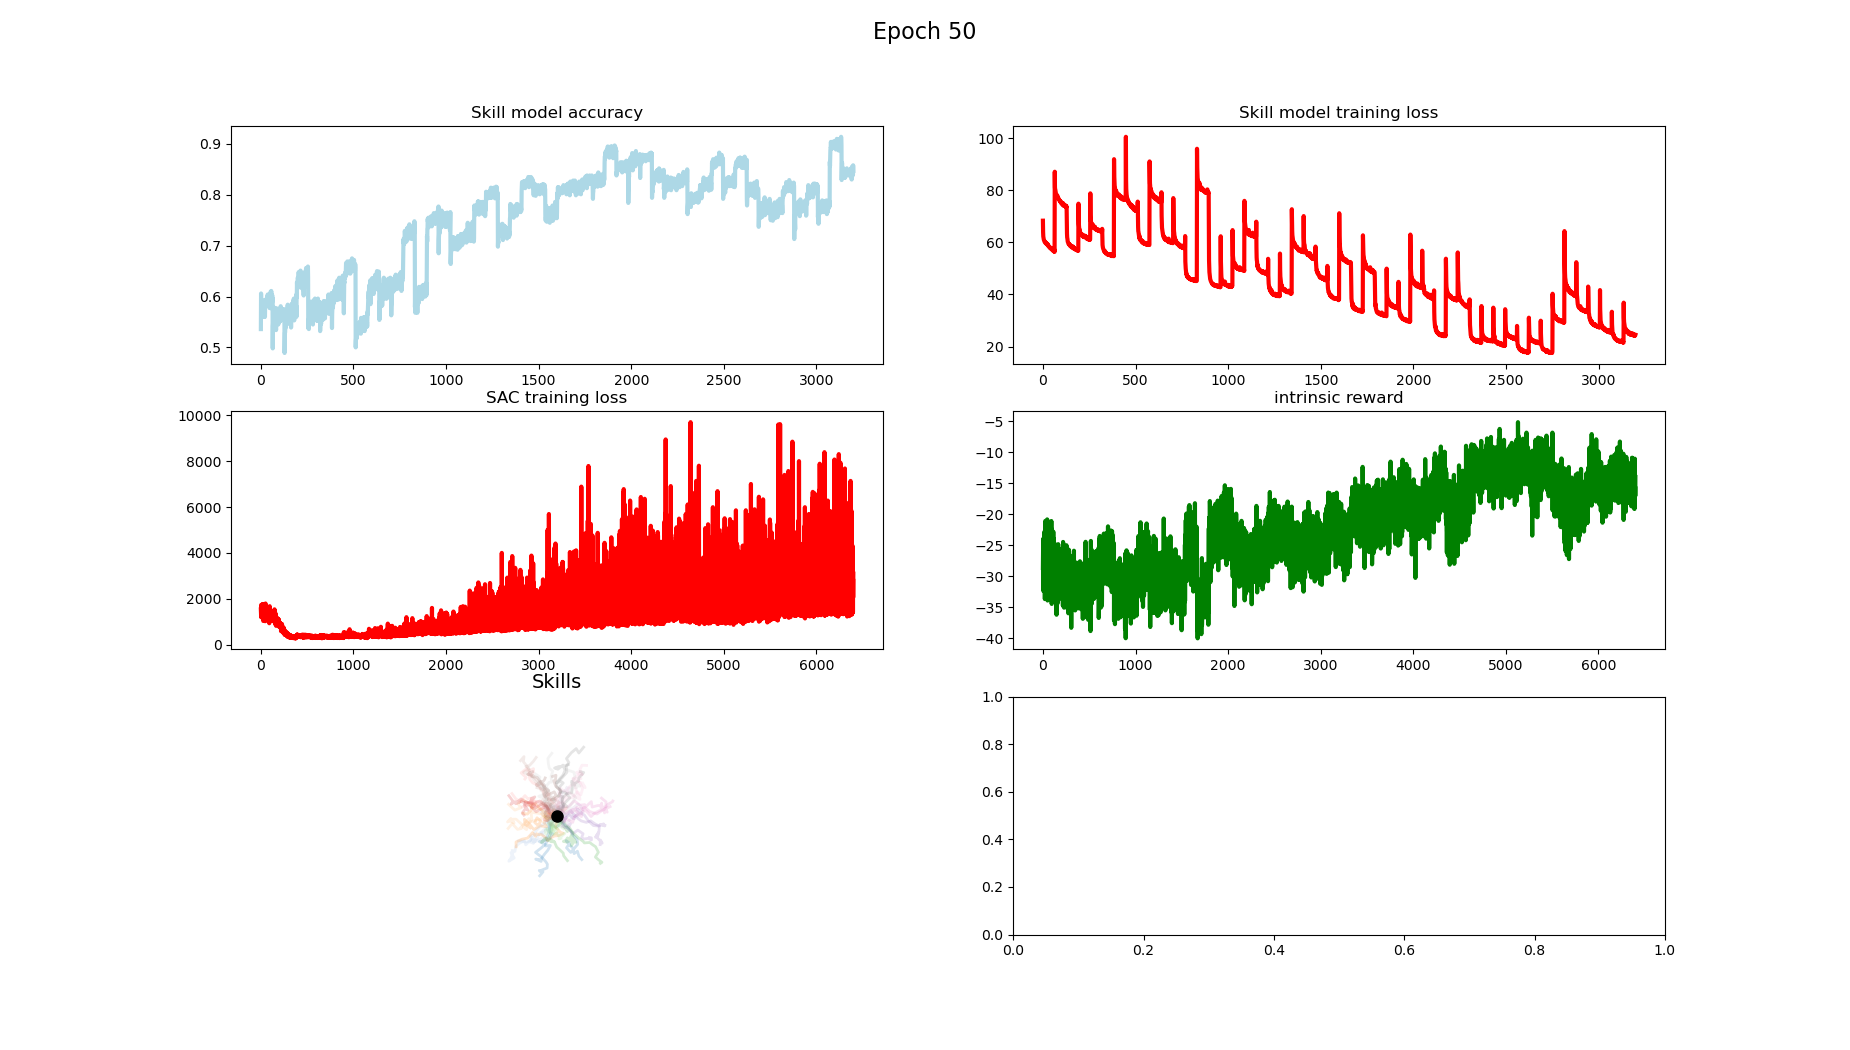 Epoch 50
Skill model accuracy
0.9
0.8
0.7
0.6
0.5
0 500 1000 1500 2000 2500 3000
Skill model training loss
100
80
60
40
20
0 500 1000 1500 2000 2500 3000
SAC training loss
10000
8000
6000
4000
2000
0
0 1000 2000 3000 4000 5000 6000
intrinsic reward
−5
−10
−15
−20
−25
−30
−35
−40
0 1000 2000 3000 4000 5000 6000
Skills
1.0
0.8
0.6
0.4
0.2
0.0
0.0 0.2 0.4 0.6 0.8 1.0